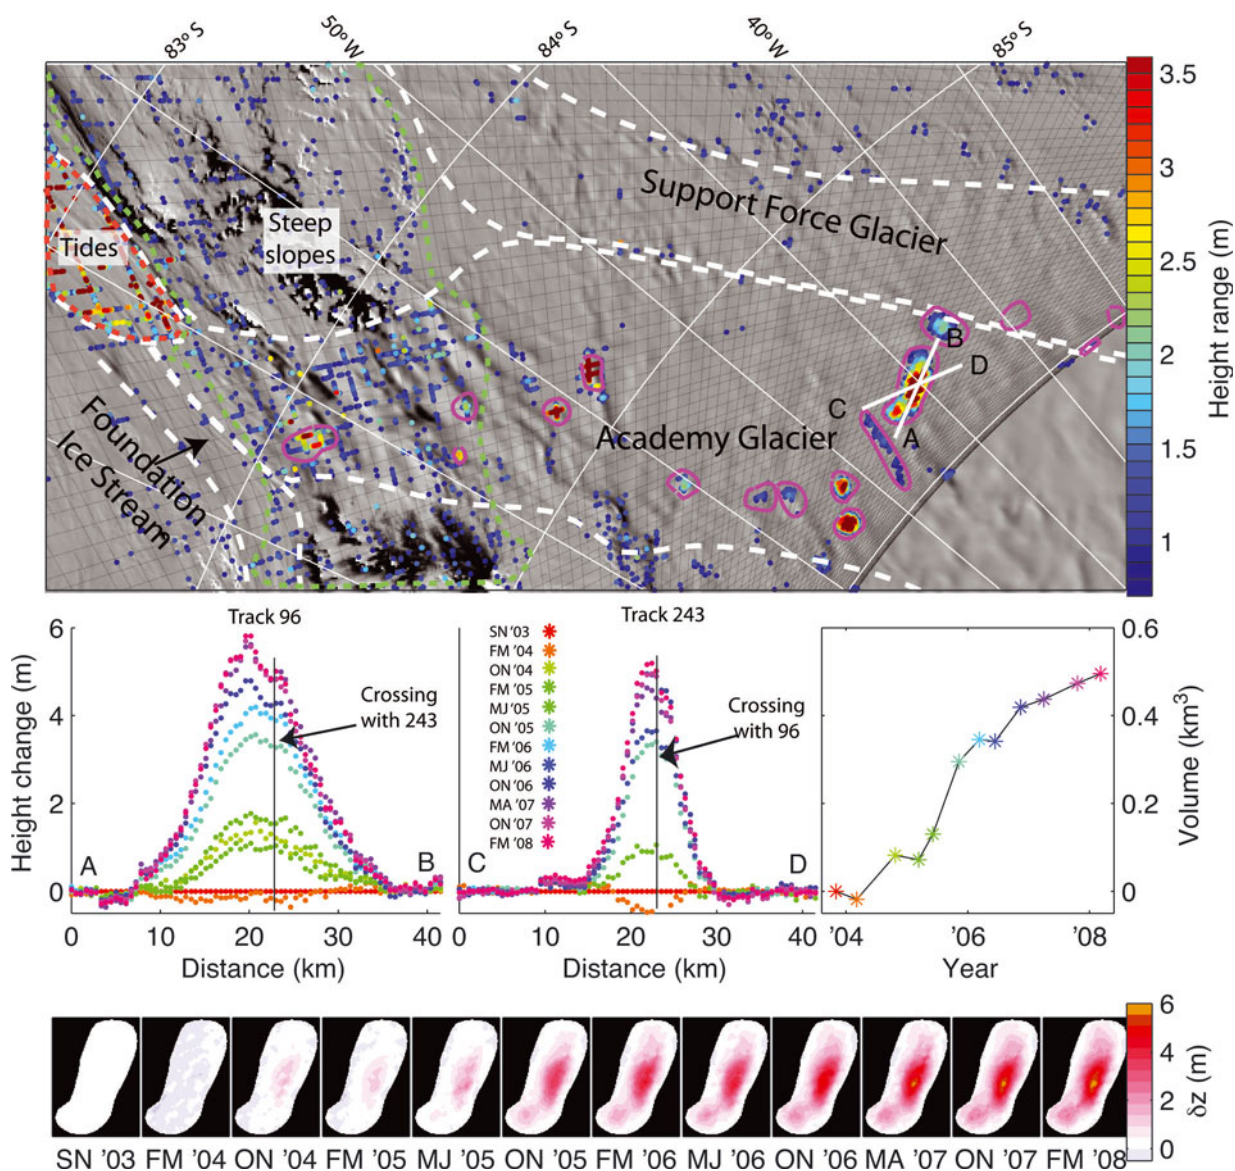 83° S
50° W
84° S
40° W
85° S
3.5
3
2.5
2
1.5
1
Height range (m)
Support Force Glacier
Steep
slopes
Tides
B
D
C
A
Academy Glacier
Foundation
Ice Stream
Track 96
Track 243
6
4
2
0
Height change (m)
Crossing
with 243
A
B
0
10
20
30
40
Distance (km)
SN '03
FM '04
ON '04
FM '05
MJ '05
ON '05
FM '06
MJ '06
ON '06
MA '07
ON '07
FM '08
Crossing
with 96
C
D
0
10
20
30
40
Distance (km)
0.6
0.4
0.2
0
Volume (km³)
'04
'06
'08
Year
6
4
2
0
δz (m)
SN '03 FM '04 ON '04 FM '05 MJ '05 ON '05 FM '06 MJ '06 ON '06 MA '07 ON '07 FM '08